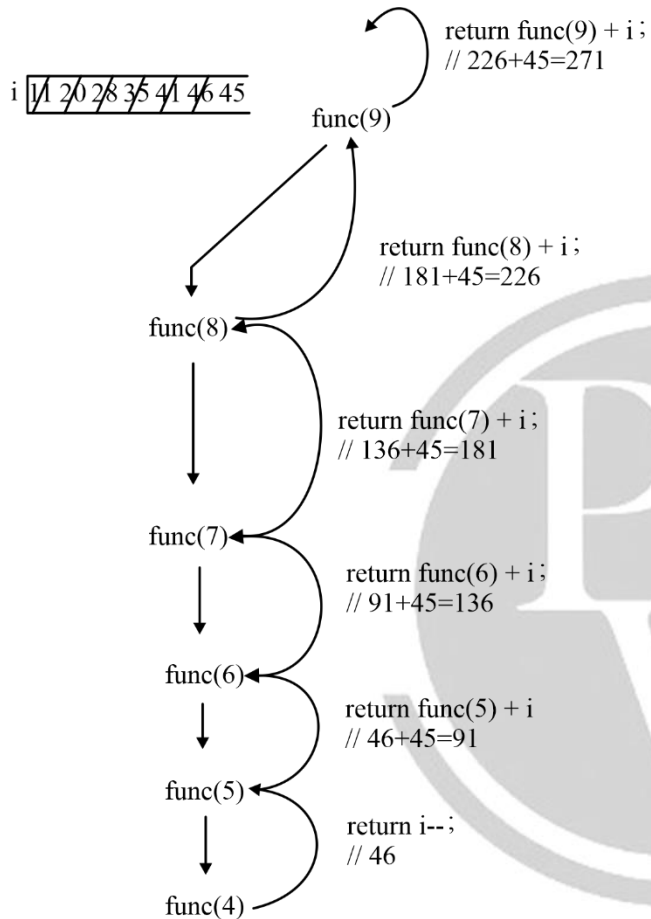 return func(9) + i ;
// 226+45=271
i 11 20 28 35 41 46 45
func(9)
return func(8) + i ;
// 181+45=226
func(8)
return func(7) + i ;
// 136+45=181
func(7)
return func(6) + i ;
// 91+45=136
func(6)
return func(5) + i
// 46+45=91
func(5)
return i-- ;
// 46
func(4)